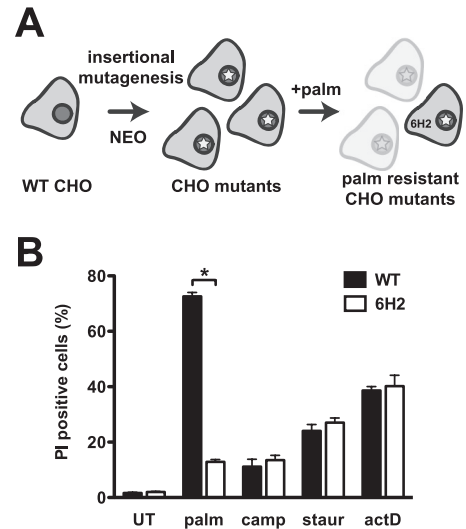 A
insertional
mutagenesis
NEO
+palm
6H2
WT CHO
CHO mutants
palm resistant
CHO mutants
B
PI positive cells (%)
80
60
40
20
0
*
WT
6H2
UT palm camp staur actD